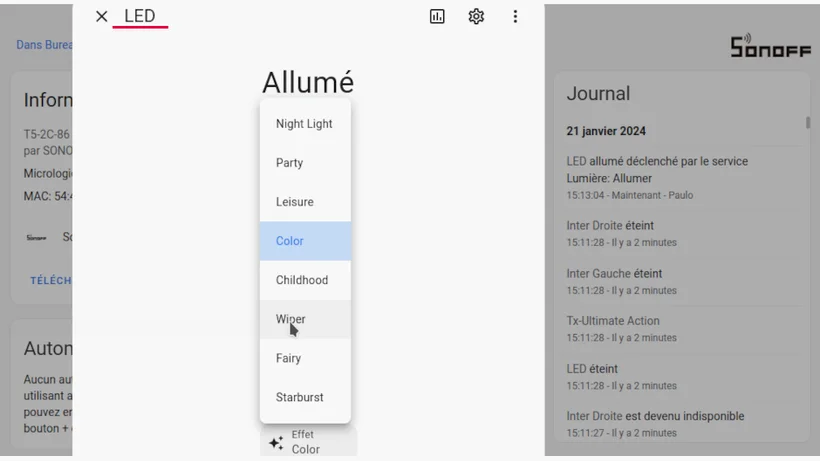 LED
Dans Burea
SONOFF
Allumé
Inform
T5-2C-86
par SONO
Micrologi
MAC: 54:4
So
TÉLÉCH
Auton
Aucun aut
utilisant a
pouvez en
bouton +
Night Light
Party
Leisure
Color
Childhood
Wiper
Fairy
Starburst
Effet
Color
Journal
21 janvier 2024
LED allumé déclenché par le service
Lumière: Allumer
15:13:04 - Maintenant - Paulo
Inter Droite éteint
15:11:28 - Il y a 2 minutes
Inter Gauche éteint
15:11:28 - Il y a 2 minutes
Tx-Ultimate Action
15:11:28 - Il y a 2 minutes
LED éteint
15:11:28 - Il y a 2 minutes
Inter Droite est devenu indisponible
15:11:27 - Il y a 2 minutes